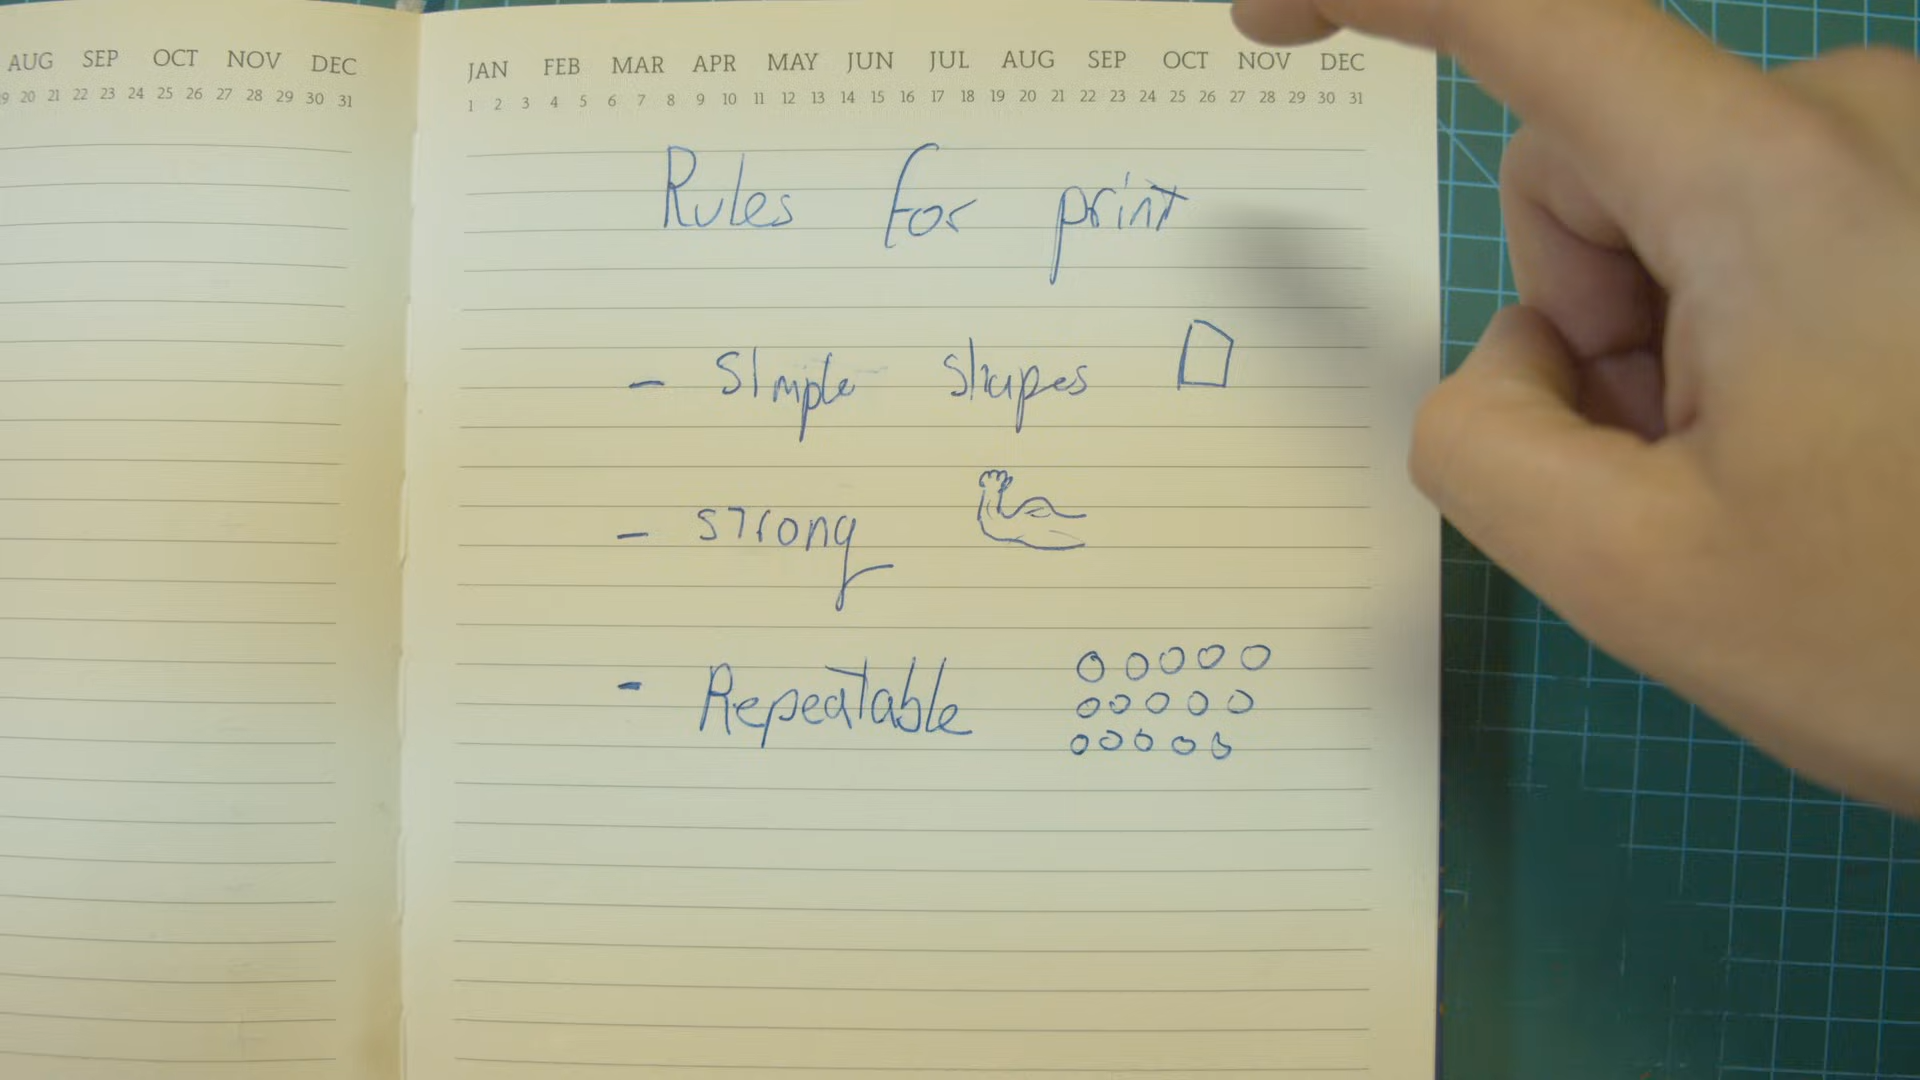 AUG SEP OCT NOV DEC
19 20 21 22 23 24 25 26 27 28 29 30 31
JAN FEB MAR APR MAY JUN JUL AUG SEP OCT NOV DEC
1 2 3 4 5 6 7 8 9 10 11 12 13 14 15 16 17 18 19 20 21 22 23 24 25 26 27 28 29 30 31
Rules for print
- Simple shapes
- Strong
- Repeatable